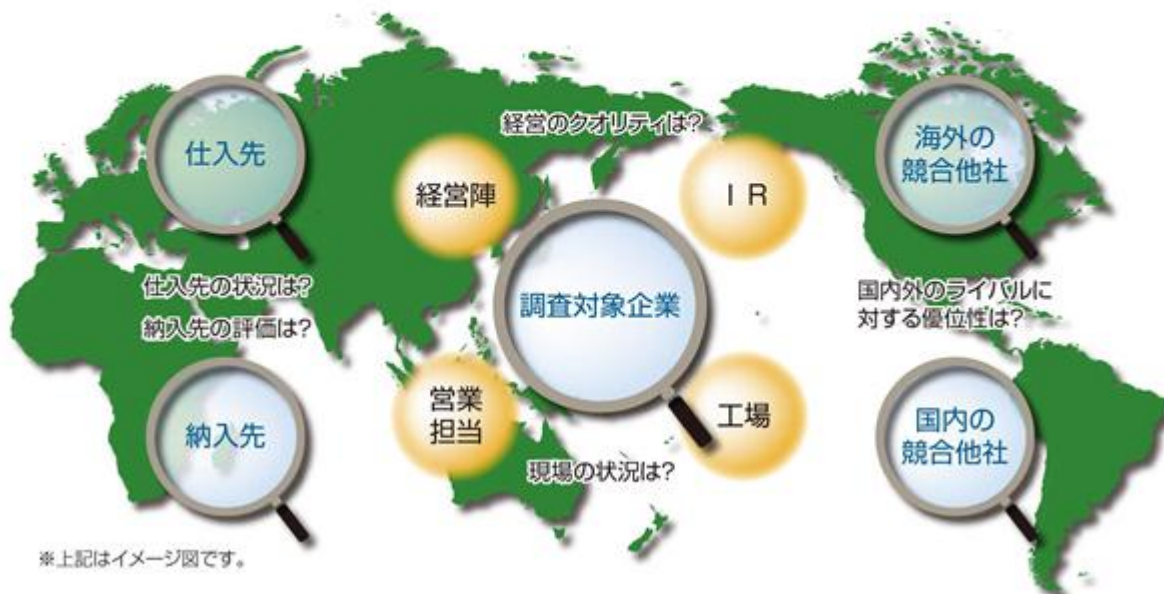 仕入先
経営のクオリティは?
海外の
競合他社
経営陣
ＩＲ
仕入先の状況は?
納入先の評価は?
調査対象企業
国内外のライバルに
対する優位性は?
納入先
営業
担当
工場
国内の
競合他社
現場の状況は?
※上記はイメージ図です。